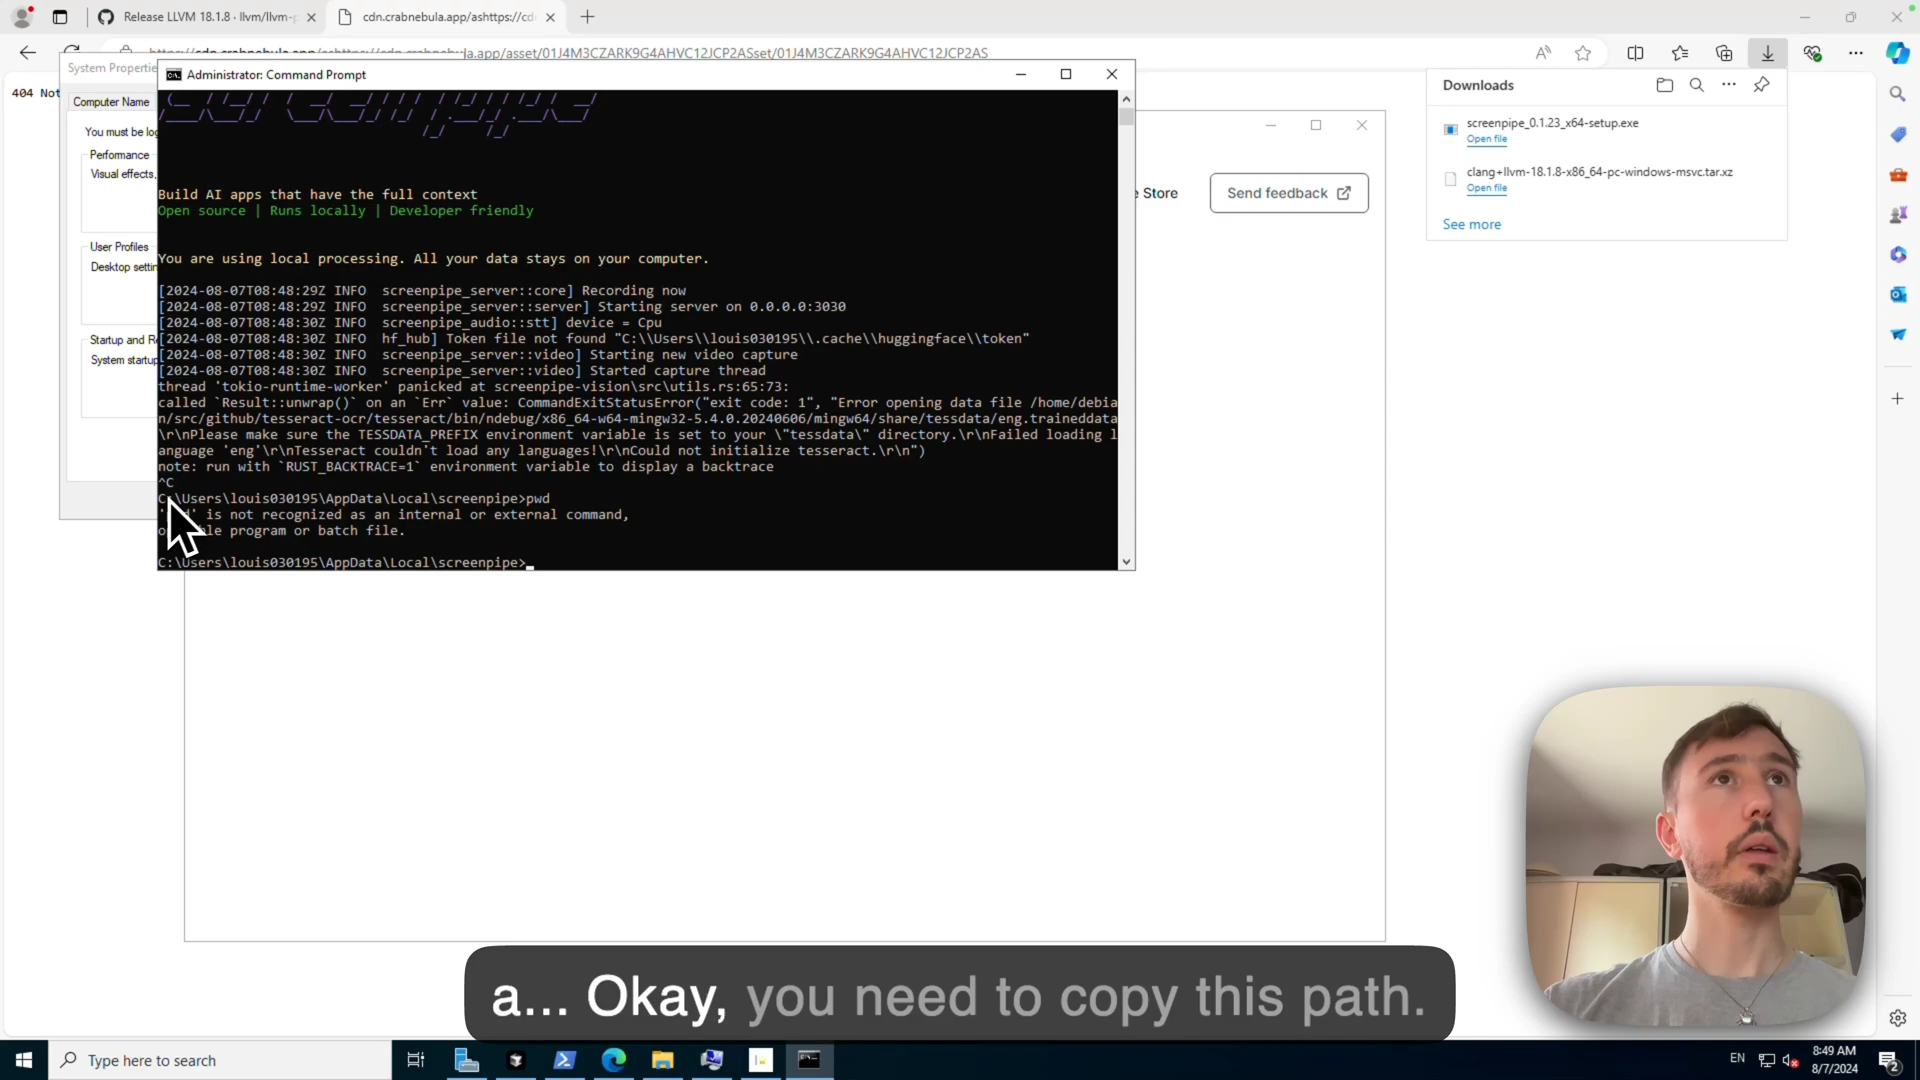 Release LLVM 18.1.8 · llvm/llvm-p
cdn.crabnebula.app/ashttps://cd
https://cdn.crabnebula.app/ashttps://cdn.crabnebula.app/asset/01J4M3CZARK9G4AHVC12JCP2ASset/01J4M3CZARK9G4AHVC12JCP2AS
404 Not
System Properties
Computer Name
You must be log
Performance
Visual effects,
User Profiles
Desktop settin
Startup and R
System startup
Administrator: Command Prompt
Build AI apps that have the full context
Open source | Runs locally | Developer friendly
You are using local processing. All your data stays on your computer.
[2024-08-07T08:48:29Z INFO  screenpipe_server::core] Recording now
[2024-08-07T08:48:29Z INFO  screenpipe_server::server] Starting server on 0.0.0.0:3030
[2024-08-07T08:48:30Z INFO  screenpipe_audio::stt] device = Cpu
[2024-08-07T08:48:30Z INFO  hf_hub] Token file not found "C:\\Users\\louis030195\\.cache\\huggingface\\token"
[2024-08-07T08:48:30Z INFO  screenpipe_server::video] Starting new video capture
[2024-08-07T08:48:30Z INFO  screenpipe_server::video] Started capture thread
thread 'tokio-runtime-worker' panicked at screenpipe-vision\src\utils.rs:65:73:
called `Result::unwrap()` on an `Err` value: CommandExitStatusError("exit code: 1", "Error opening data file /home/debia
n/src/github/tesseract-ocr/tesseract/bin/ndebug/x86_64-w64-mingw32-5.4.0.20240606/mingw64/share/tessdata/eng.traineddata
\r\nPlease make sure the TESSDATA_PREFIX environment variable is set to your \"tessdata\" directory.\r\nFailed loading l
anguage 'eng'\r\nTesseract couldn't load any languages!\r\nCould not initialize tesseract.\r\n")
note: run with `RUST_BACKTRACE=1` environment variable to display a backtrace
^C
C:\Users\louis030195\AppData\Local\screenpipe>pwd
' d' is not recognized as an internal or external command,
o le program or batch file.
C:\Users\louis030195\AppData\Local\screenpipe>_
e Store
Send feedback
Downloads
screenpipe_0.1.23_x64-setup.exe
Open file
clang+llvm-18.1.8-x86_64-pc-windows-msvc.tar.xz
Open file
See more
a... Okay, you need to copy this path.
Type here to search
EN
8:49 AM
8/7/2024
2